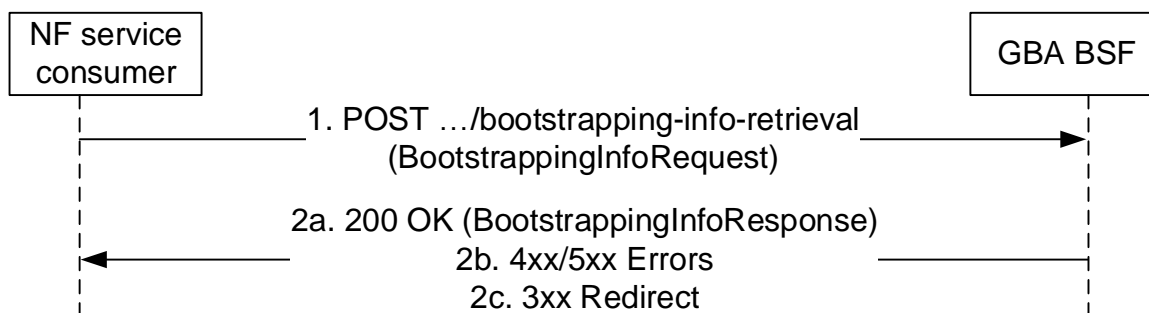 NF service
consumer
GBA BSF
1. POST …/bootstrapping-info-retrieval
(BootstrappingInfoRequest)
2a. 200 OK (BootstrappingInfoResponse)
2b. 4xx/5xx Errors
2c. 3xx Redirect